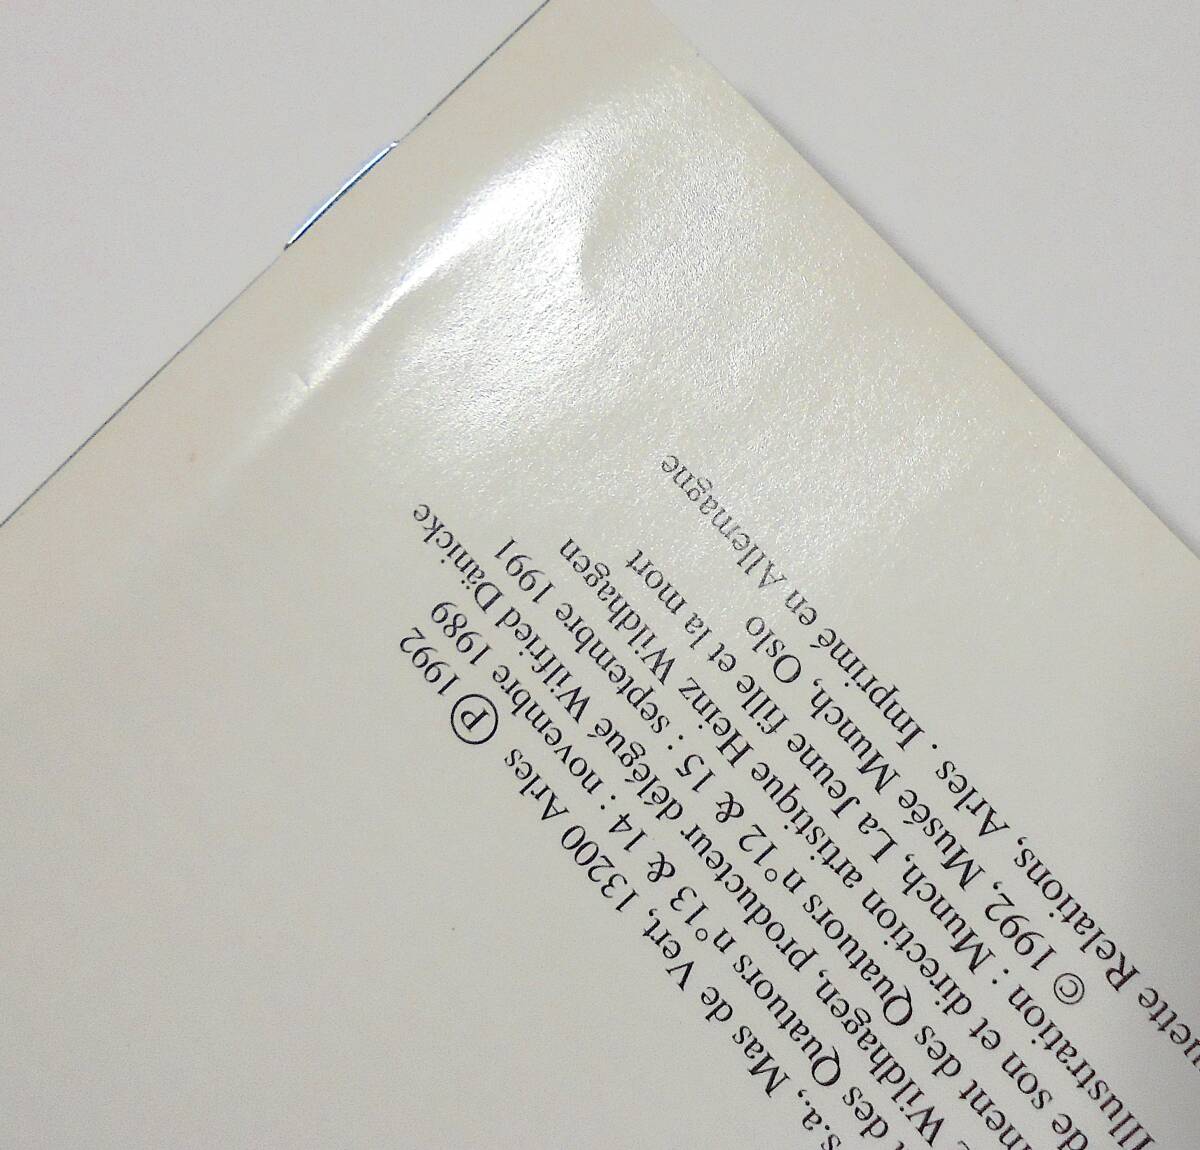 s.a., Mas de Vert, 13200 Arles ℗ 1992
des Quatuors n°13 & 14 : novembre 1989
Wildhagen, producteur délégué Wilfried Dänicke
ment des Quatuors n°12 & 15 : septembre 1991
de son et direction artistique Heinz Wildhagen
Illustration : Munch, La Jeune fille et la mort
© 1992, Musée Munch, Oslo
uette Relations, Arles . Imprimé en Allemagne